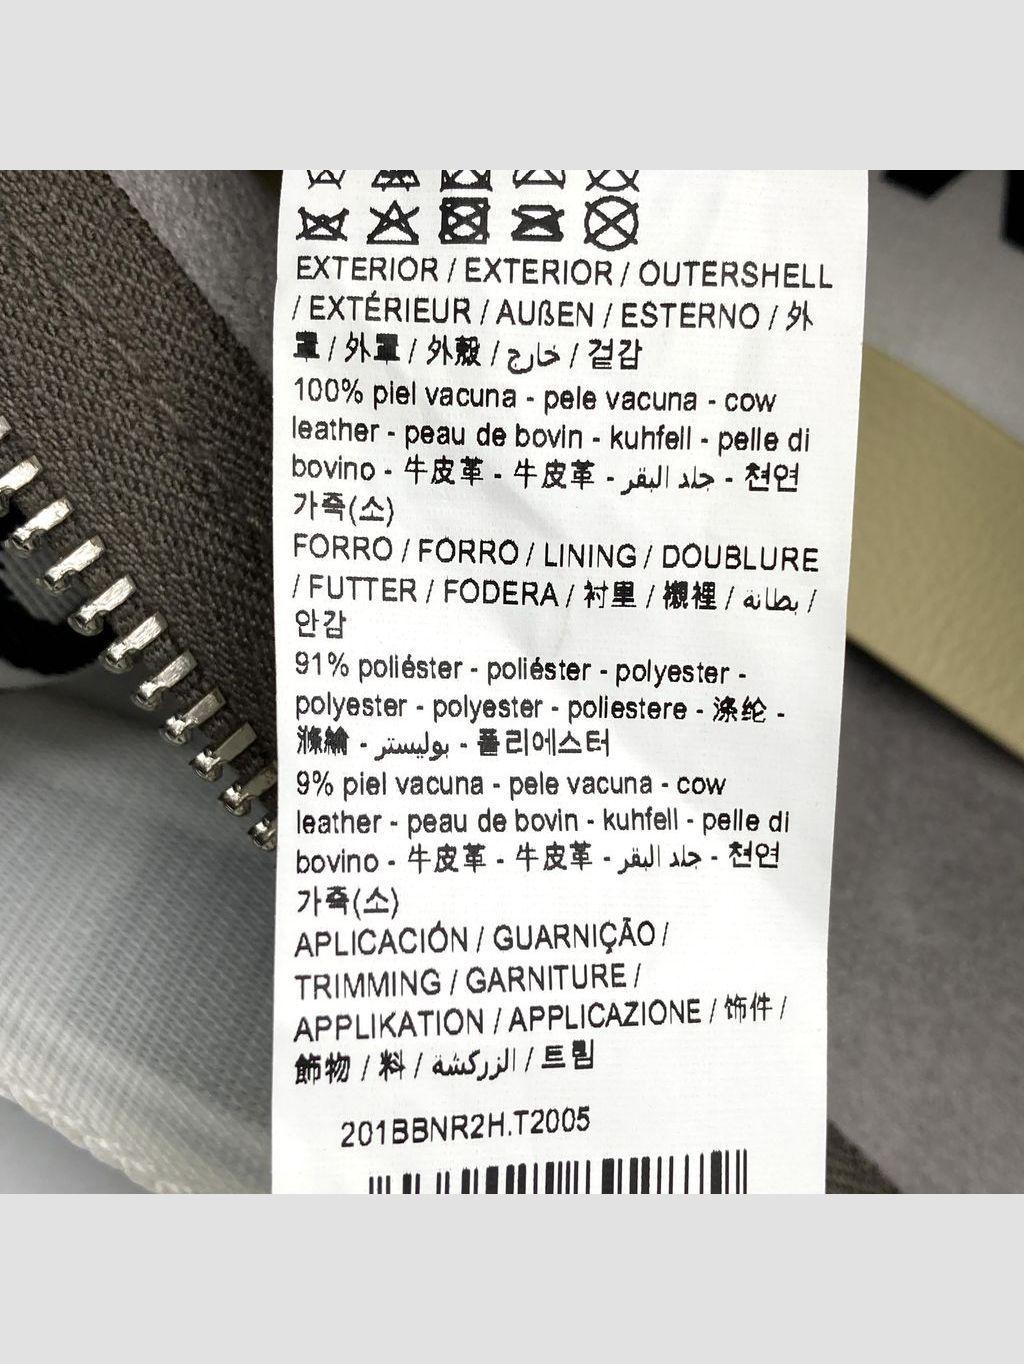 EXTERIOR / EXTERIOR / OUTERSHELL
/ EXTÉRIEUR / AUßEN / ESTERNO / 外
罩 / 外罩 / 外殼 / خارج / 겉감
100% piel vacuna - pele vacuna - cow
leather - peau de bovin - kuhfell - pelle di
bovino - 牛皮革 - 牛皮革 - جلد البقر - 천연
가죽(소)
FORRO / FORRO / LINING / DOUBLURE
/ FUTTER / FODERA / 衬里 / 襯裡 / بطانة /
안감
91% poliéster - poliéster - polyester -
polyester - polyester - poliestere - 涤纶 -
滌綸 - بوليستر - 폴리에스터
9% piel vacuna - pele vacuna - cow
leather - peau de bovin - kuhfell - pelle di
bovino - 牛皮革 - 牛皮革 - جلد البقر - 천연
가죽(소)
APLICACIÓN / GUARNIÇÃO /
TRIMMING / GARNITURE /
APPLIKATION / APPLICAZIONE / 饰件 /
飾物 / 料 / الزركشة / 트림
201BBNR2H.T2005